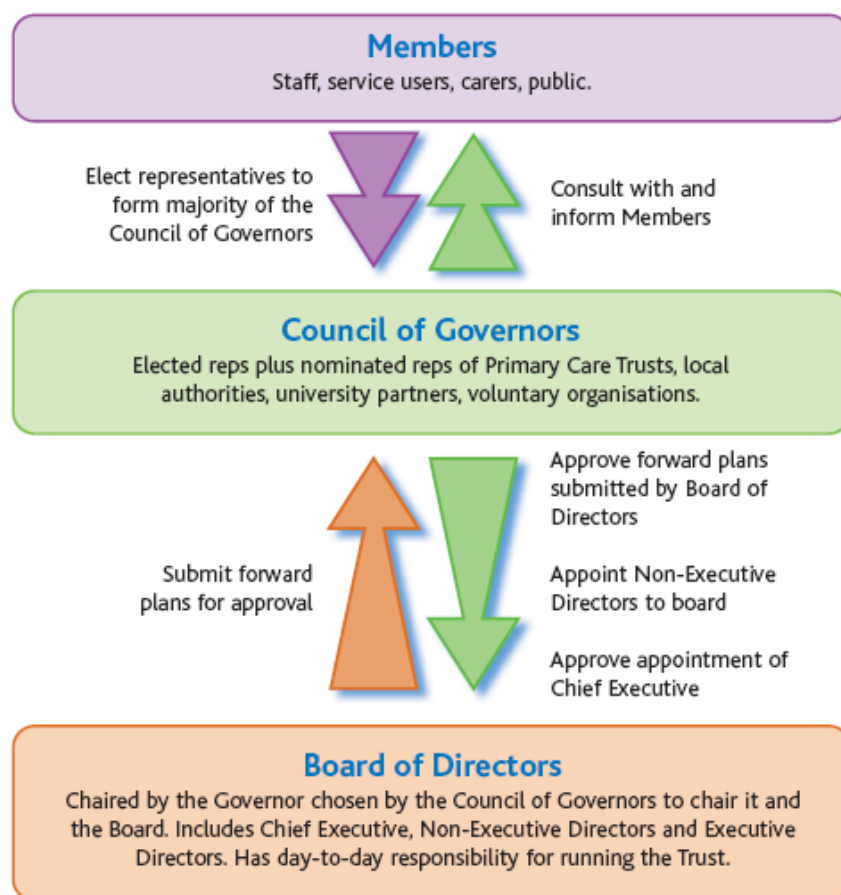 Members
Staff, service users, carers, public.
Elect representatives to
form majority of the
Council of Governors
Consult with and
inform Members
Council of Governors
Elected reps plus nominated reps of Primary Care Trusts, local
authorities, university partners, voluntary organisations.
Submit forward
plans for approval
Approve forward plans
submitted by Board of
Directors
Appoint Non-Executive
Directors to board
Approve appointment of
Chief Executive
Board of Directors
Chaired by the Governor chosen by the Council of Governors to chair it and
the Board. Includes Chief Executive, Non-Executive Directors and Executive
Directors. Has day-to-day responsibility for running the Trust.